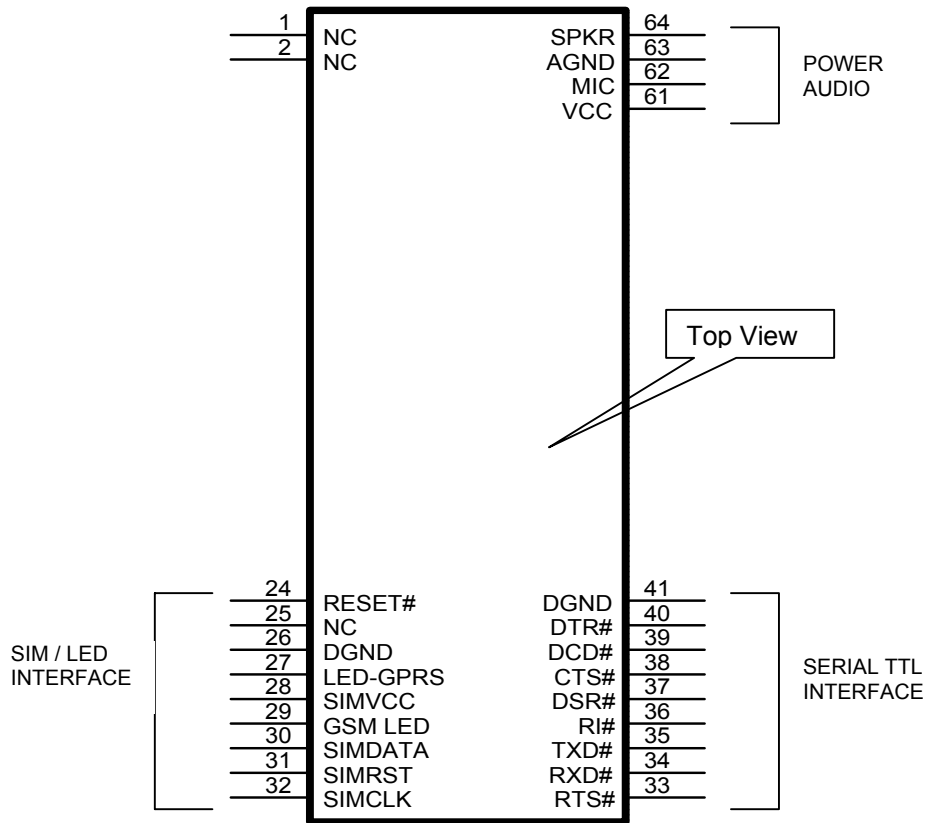 1 NC
2 NC
SPKR 64
AGND 63
MIC 62
VCC 61
POWER
AUDIO
Top View
SIM / LED
INTERFACE
24 RESET#
25 NC
26 DGND
27 LED-GPRS
28 SIMVCC
29 GSM LED
30 SIMDATA
31 SIMRST
32 SIMCLK
DGND 41
DTR# 40
DCD# 39
CTS# 38
DSR# 37
RI# 36
TXD# 35
RXD# 34
RTS# 33
SERIAL TTL
INTERFACE